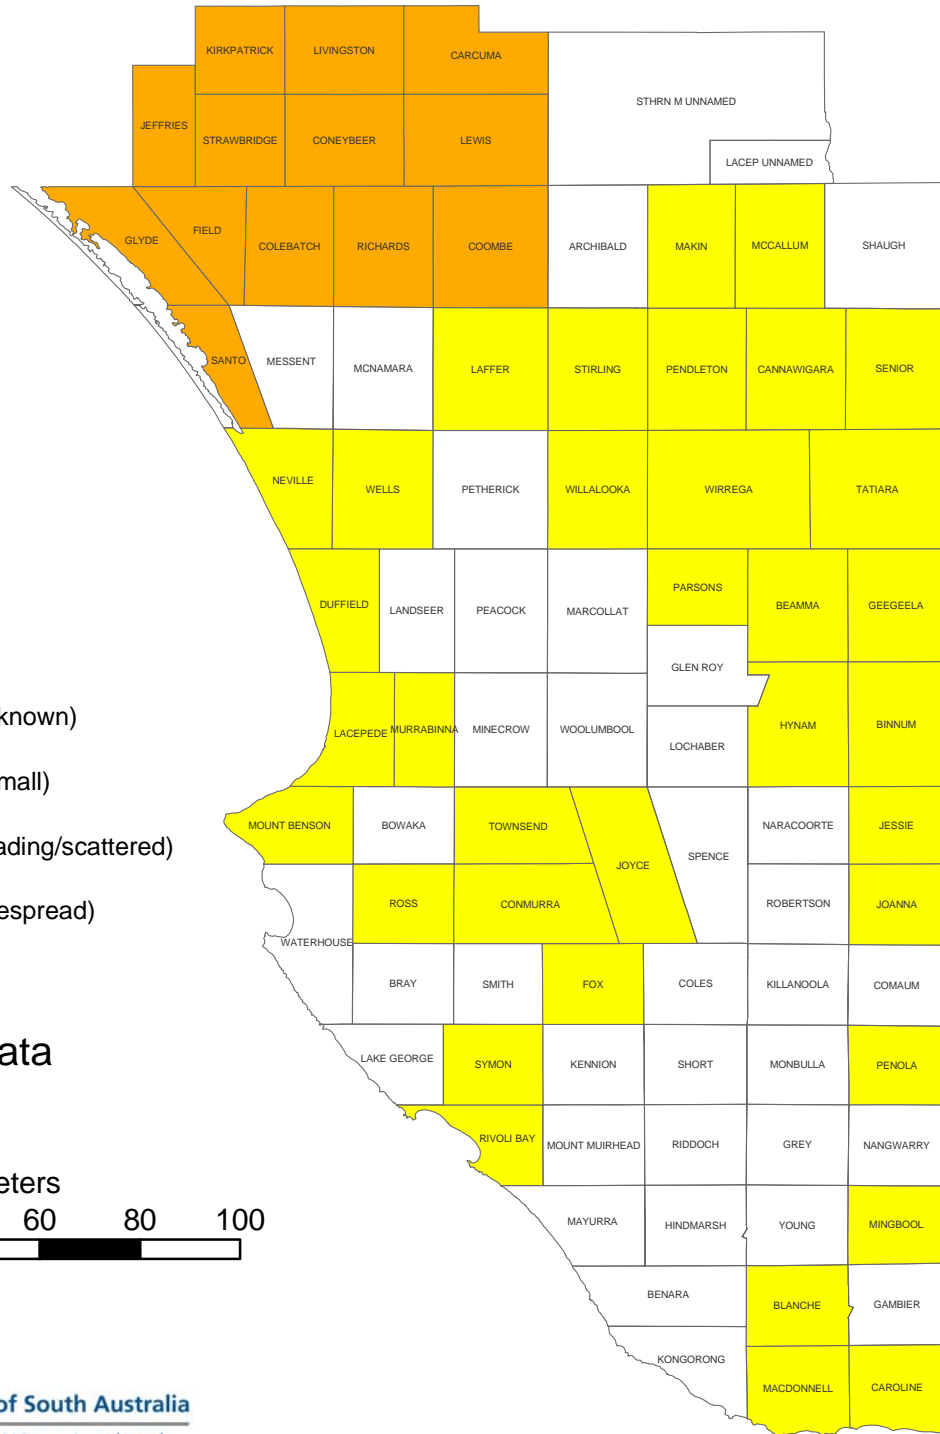 KIRKPATRICK LIVINGSTON CARCUMA
STHRN M UNNAMED
JEFFRIES STRAWBRIDGE CONEYBEER LEWIS
LACEP UNNAMED
GLYDE FIELD COLEBATCH RICHARDS COOMBE ARCHIBALD MAKIN MCCALLUM SHAUGH
SANTO MESSENT MCNAMARA LAFFER STIRLING PENDLETON CANNAWIGARA SENIOR
NEVILLE WELLS PETHERICK WILLALOOKA WIRREGA TATIARA
DUFFIELD LANDSEER PEACOCK MARCOLLAT PARSONS BEAMMA GEEGEELA
GLEN ROY
known)
LACEPEDE MURRABINNA MINECROW WOOLUMBOOL LOCHABER HYNAM BINNUM
mall)
MOUNT BENSON BOWAKA TOWNSEND JOYCE SPENCE NARACOORTE JESSIE
ading/scattered)
ROSS CONMURRA ROBERTSON JOANNA
espread)
WATERHOUSE
BRAY SMITH FOX COLES KILLANOOLA COMAUM
ata
LAKE GEORGE SYMON KENNION SHORT MONBULLA PENOLA
RIVOLI BAY MOUNT MUIRHEAD RIDDOCH GREY NANGWARRY
eters
60 80 100
MAYURRA HINDMARSH YOUNG MINGBOOL
BENARA BLANCHE GAMBIER
KONGORONG
MACDONNELL CAROLINE
of South Australia